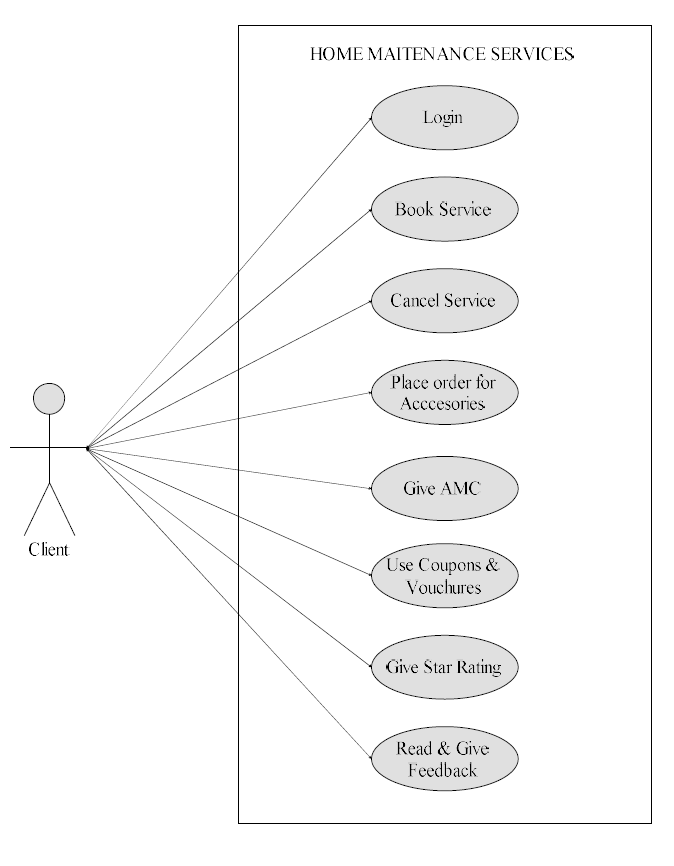 HOME MAITENANCE SERVICES
Login
Book Service
Cancel Service
Place order for
Acccesories
Give AMC
Use Coupons &
Vouchures
Give Star Rating
Read & Give
Feedback
Client